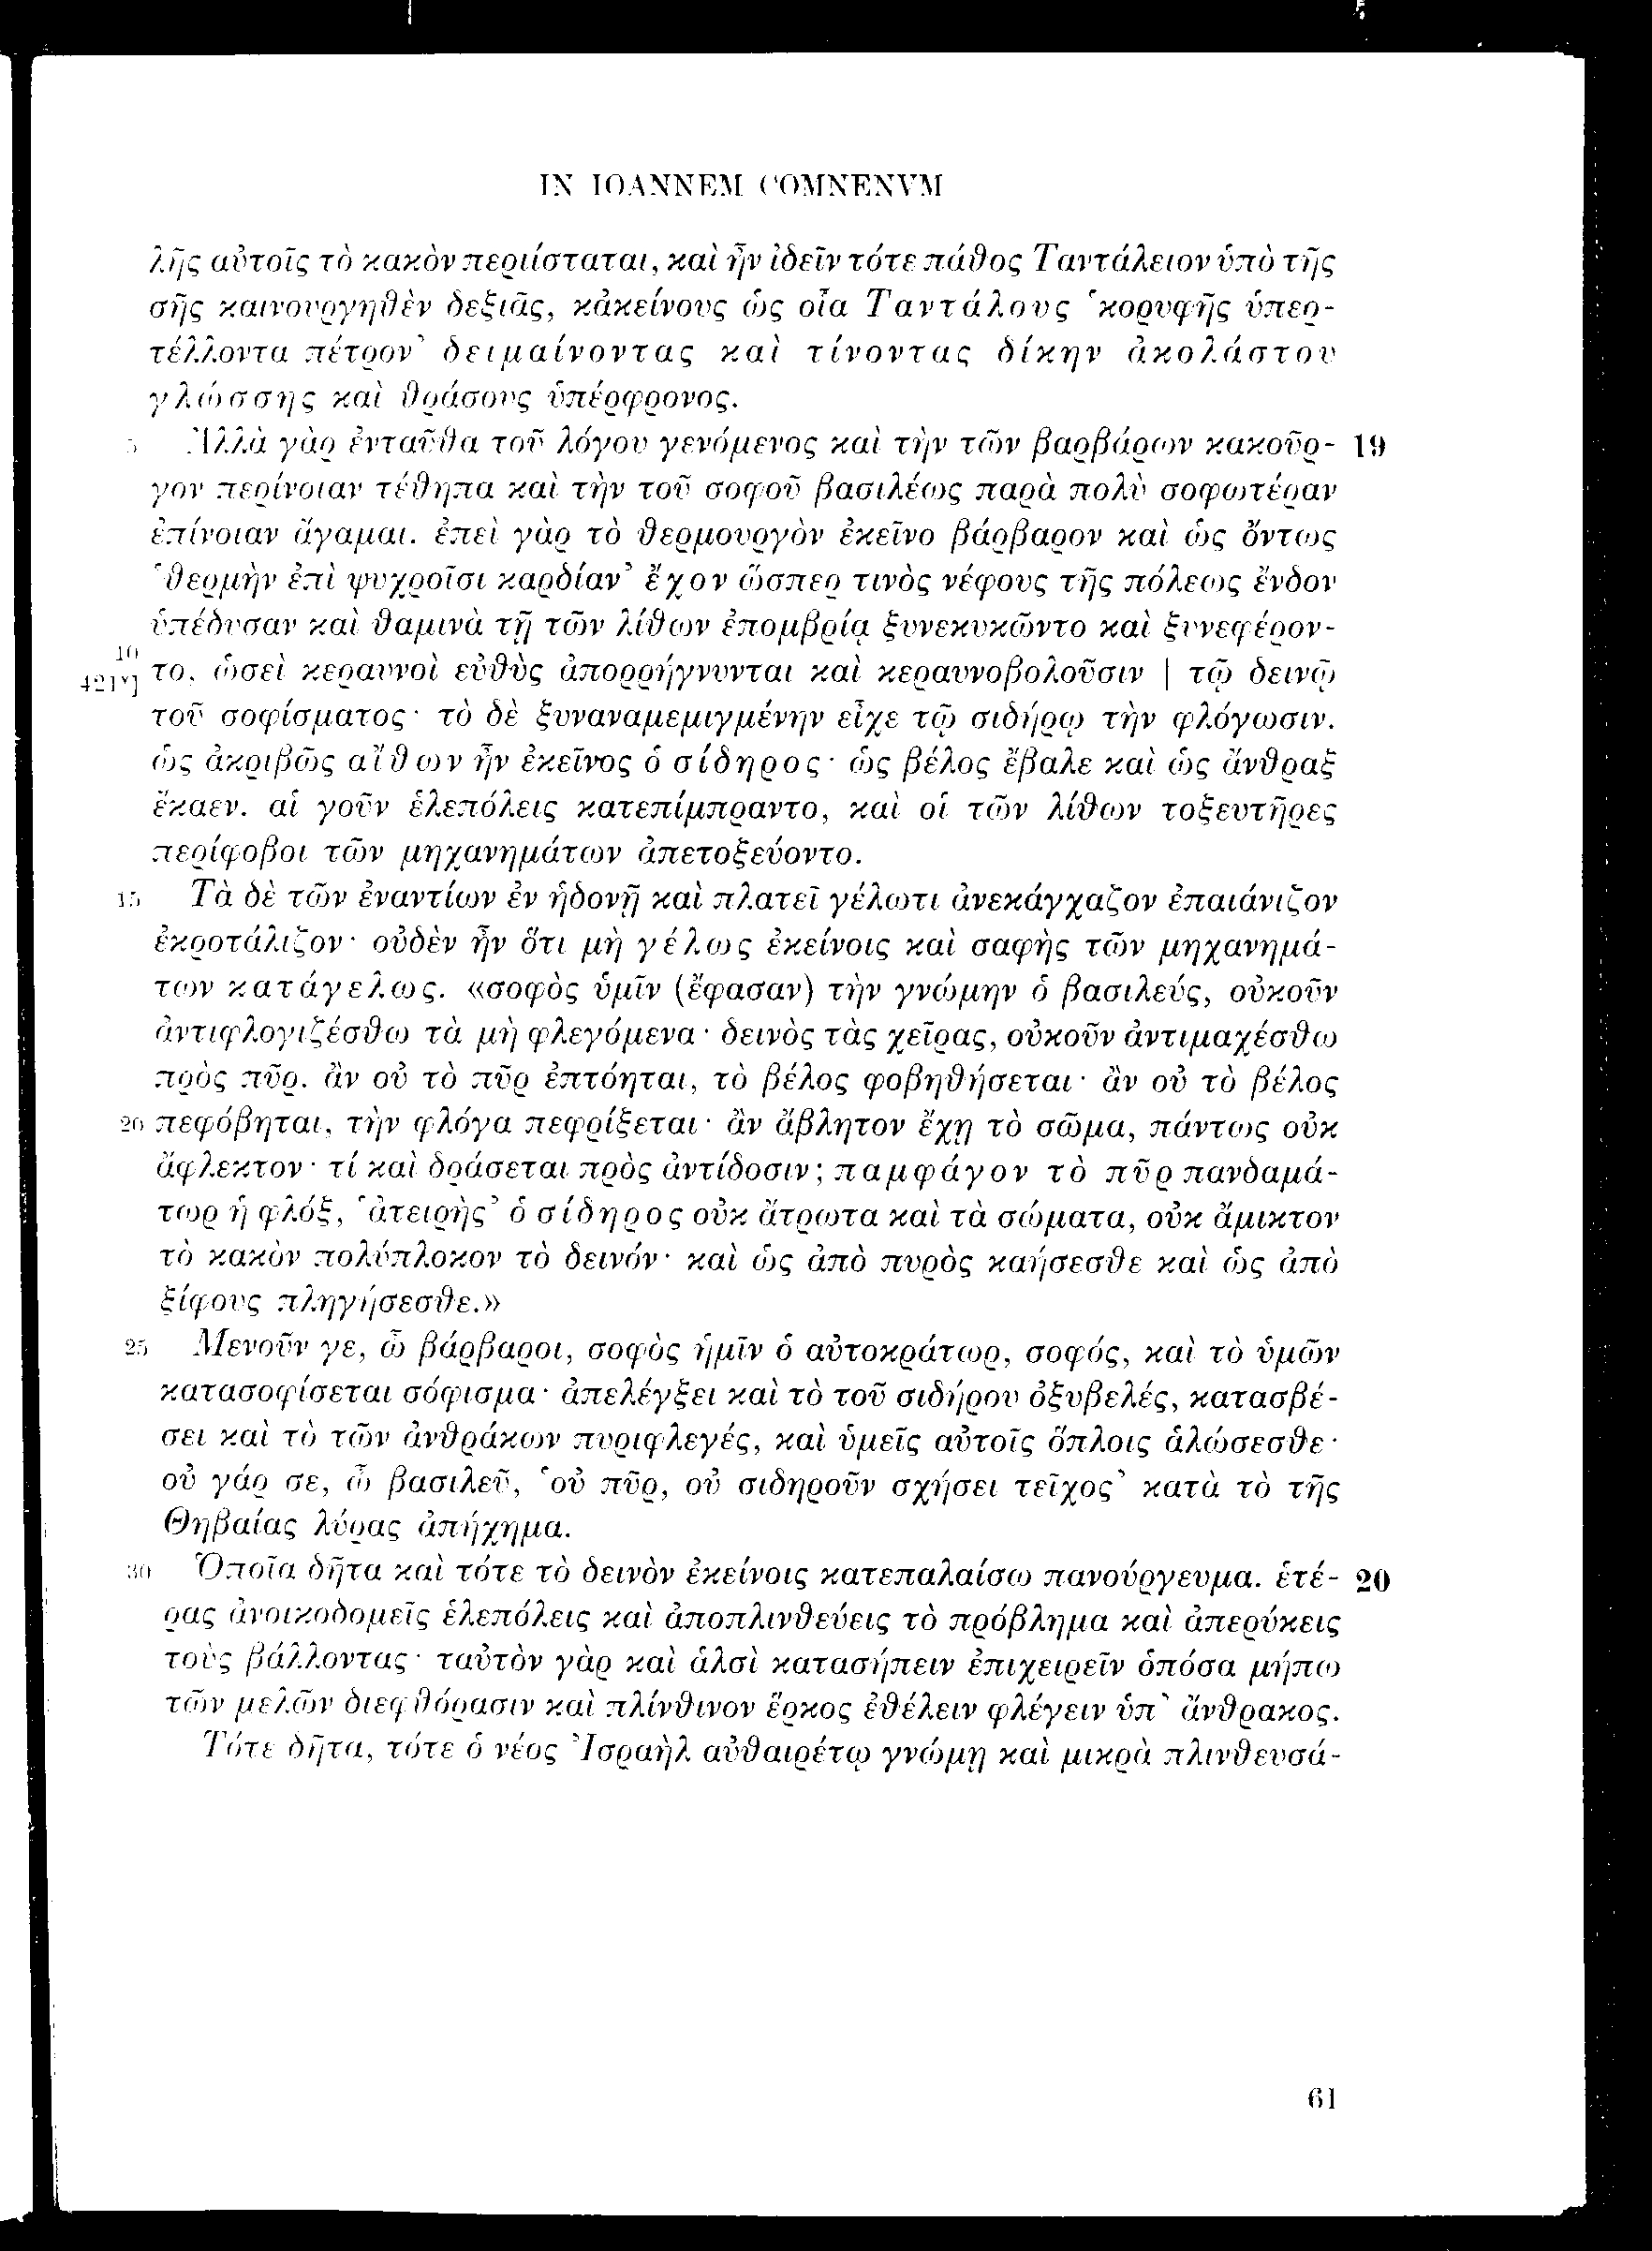 IN IOANNEM COMNENVM
λῆς αὐτοῖς τὸ κακὸν περιίσταται, καὶ ἦν ἰδεῖν τότε πάθος Ταντάλειον ὑπὸ τῆς
σῆς καινουργηθὲν δεξιᾶς, κἀκείνους ὡς οἷα Ταντάλους ‛κορυφῆς ὑπερ-
τέλλοντα πέτρον’ δειμαίνοντας καὶ τίνοντας δίκην ἀκολάστου
γλώσσης καὶ θράσους ὑπέρφρονος.
5 Ἀλλὰ γὰρ ἐνταῦθα τοῦ λόγου γενόμενος καὶ τὴν τῶν βαρβάρων κακοῦρ- 19
γον περίνοιαν τέθηπα καὶ τὴν τοῦ σοφοῦ βασιλέως παρὰ πολὺ σοφωτέραν
ἐπίνοιαν ἄγαμαι. ἐπεὶ γὰρ τὸ θερμουργὸν ἐκεῖνο βάρβαρον καὶ ὡς ὄντως
‛θερμὴν ἐπὶ ψυχροῖσι καρδίαν’ ἔχον ὥσπερ τινὸς νέφους τῆς πόλεως ἔνδον
ὑπέδυσαν καὶ θαμινὰ τῇ τῶν λίθων ἐπομβρίᾳ ξυνεκυκῶντο καὶ ξυνεφέρον-
10 421ᵛ] το, ὡσεὶ κεραυνοὶ εὐθὺς ἀπορρήγνυνται καὶ κεραυνοβολοῦσιν | τῷ δεινῷ
τοῦ σοφίσματος· τὸ δὲ ξυναναμεμιγμένην εἶχε τῷ σιδήρῳ τὴν φλόγωσιν.
ὡς ἀκριβῶς αἴθων ἦν ἐκεῖνος ὁ σίδηρος· ὡς βέλος ἔβαλε καὶ ὡς ἄνθραξ
ἔκαεν. αἱ γοῦν ἑλεπόλεις κατεπίμπραντο, καὶ οἱ τῶν λίθων τοξευτῆρες
περίφοβοι τῶν μηχανημάτων ἀπετοξεύοντο.
15 Τὰ δὲ τῶν ἐναντίων ἐν ἡδονῇ καὶ πλατεῖ γέλωτι ἀνεκάγχαζον ἐπαιάνιζον
ἐκροτάλιζον· οὐδὲν ἦν ὅτι μὴ γέλως ἐκείνοις καὶ σαφὴς τῶν μηχανημά-
των κατάγελως. «σοφὸς ὑμῖν (ἔφασαν) τὴν γνώμην ὁ βασιλεύς, οὐκοῦν
ἀντιφλογιζέσθω τὰ μὴ φλεγόμενα· δεινὸς τὰς χεῖρας, οὐκοῦν ἀντιμαχέσθω
πρὸς πῦρ. ἂν οὐ τὸ πῦρ ἐπτόηται, τὸ βέλος φοβηθήσεται· ἂν οὐ τὸ βέλος
20 πεφόβηται, τὴν φλόγα πεφρίξεται· ἂν ἄβλητον ἔχῃ τὸ σῶμα, πάντως οὐκ
ἄφλεκτον· τί καὶ δράσεται πρὸς ἀντίδοσιν; παμφάγον τὸ πῦρ πανδαμά-
τωρ ἡ φλόξ, ‛ἀτειρὴς’ ὁ σίδηρος οὐκ ἄτρωτα καὶ τὰ σώματα, οὐκ ἄμικτον
τὸ κακὸν πολύπλοκον τὸ δεινόν· καὶ ὡς ἀπὸ πυρὸς καήσεσθε καὶ ὡς ἀπὸ
ξίφους πληγήσεσθε.»
25 Μενοῦν γε, ὦ βάρβαροι, σοφὸς ἡμῖν ὁ αὐτοκράτωρ, σοφός, καὶ τὸ ὑμῶν
κατασοφίσεται σόφισμα· ἀπελέγξει καὶ τὸ τοῦ σιδήρου ὀξυβελές, κατασβέ-
σει καὶ τὸ τῶν ἀνθράκων πυριφλεγές, καὶ ὑμεῖς αὐτοῖς ὅπλοις ἁλώσεσθε·
οὐ γάρ σε, ὦ βασιλεῦ, ‛οὐ πῦρ, οὐ σιδηροῦν σχήσει τεῖχος’ κατὰ τὸ τῆς
Θηβαίας λύρας ἀπήχημα.
30 Ὁποῖα δῆτα καὶ τότε τὸ δεινὸν ἐκείνοις κατεπαλαίσω πανούργευμα. ἑτέ- 20
ρας ἀνοικοδομεῖς ἑλεπόλεις καὶ ἀποπλινθεύεις τὸ πρόβλημα καὶ ἀπερύκεις
τοὺς βάλλοντας· ταὐτὸν γὰρ καὶ ἁλσὶ κατασήπειν ἐπιχειρεῖν ὁπόσα μήπω
τῶν μελῶν διεφθόρασιν καὶ πλίνθινον ἕρκος ἐθέλειν φλέγειν ὑπ᾽ ἄνθρακος.
Τότε δῆτα, τότε ὁ νέος Ἰσραὴλ αὐθαιρέτῳ γνώμῃ καὶ μικρὰ πλινθευσά-
61